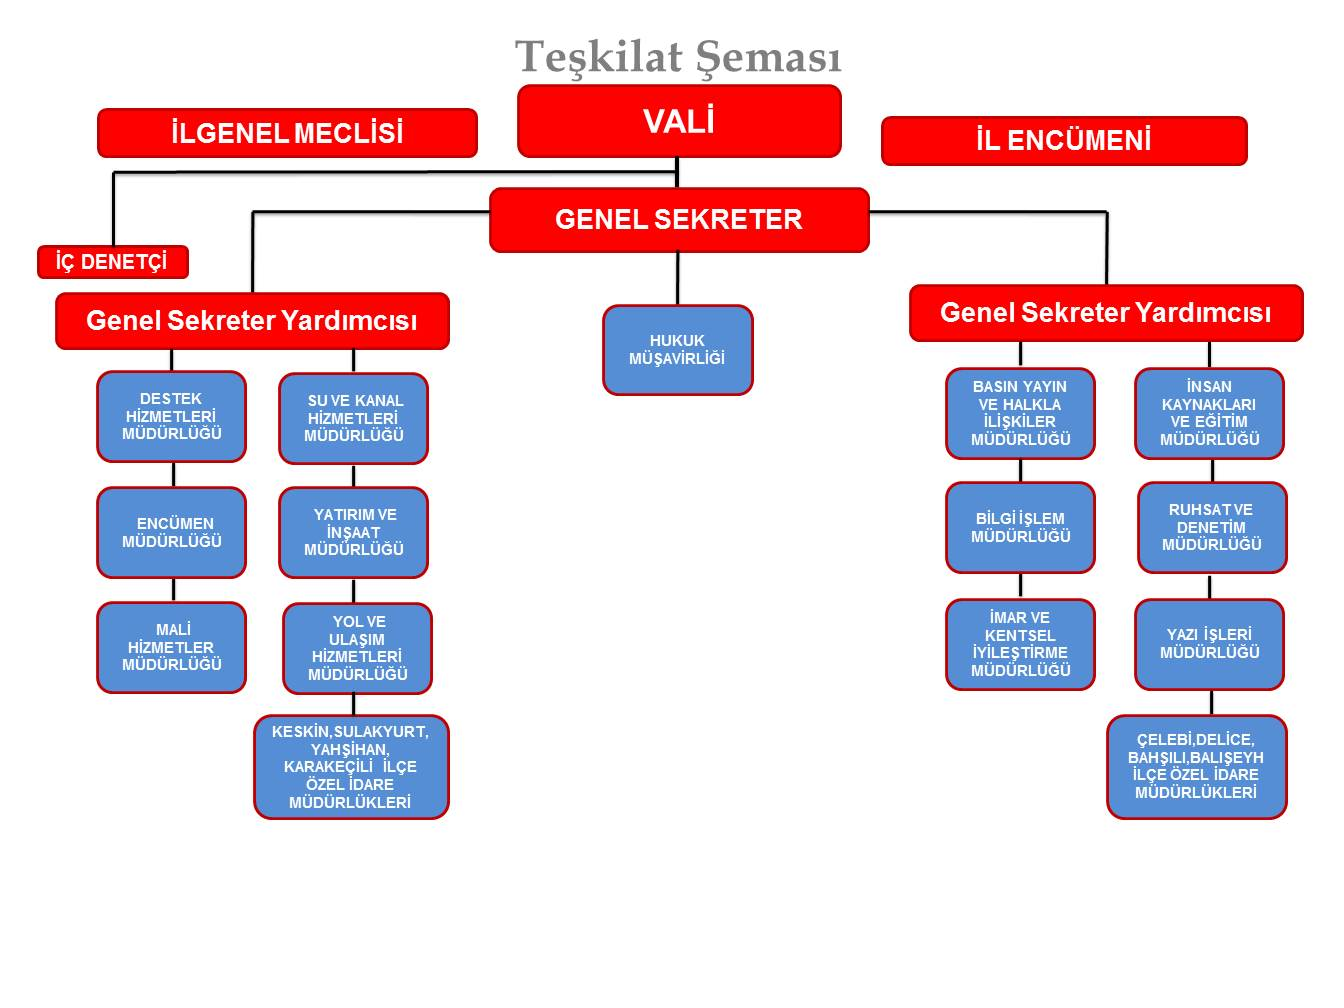 Teşkilat Şeması
VALİ
İLGENEL MECLİSİ
İL ENCÜMENİ
GENEL SEKRETER
İÇ DENETÇİ
Genel Sekreter Yardımcısı
Genel Sekreter Yardımcısı
HUKUK
MÜŞAVİRLİĞİ
DESTEK
HİZMETLERİ
MÜDÜRLÜĞÜ
SU VE KANAL
HİZMETLERİ
MÜDÜRLÜĞÜ
BASIN YAYIN
VE HALKLA
İLİŞKİLER
MÜDÜRLÜĞÜ
İNSAN
KAYNAKLARI
VE EĞİTİM
MÜDÜRLÜĞÜ
ENCÜMEN
MÜDÜRLÜĞÜ
YATIRIM VE
İNŞAAT
MÜDÜRLÜĞÜ
BİLGİ İŞLEM
MÜDÜRLÜĞÜ
RUHSAT VE
DENETİM
MÜDÜRLÜĞÜ
MALİ
HİZMETLER
MÜDÜRLÜĞÜ
YOL VE
ULAŞIM
HİZMETLERİ
MÜDÜRLÜĞÜ
İMAR VE
KENTSEL
İYİLEŞTİRME
MÜDÜRLÜĞÜ
YAZI İŞLERİ
MÜDÜRLÜĞÜ
KESKİN,SULAKYURT,
YAHŞİHAN,
KARAKEÇİLİ İLÇE
ÖZEL İDARE
MÜDÜRLÜKLERİ
ÇELEBİ,DELİCE,
BAHŞILI,BALIŞEYH
İLÇE ÖZEL İDARE
MÜDÜRLÜKLERİ